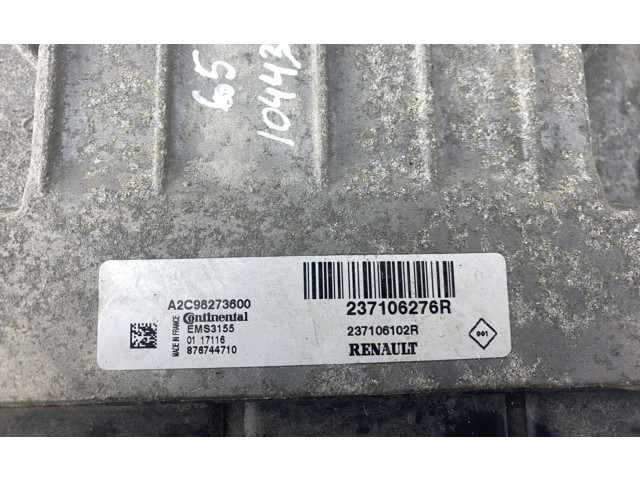 65
10443
A2C98273600
Continental
EMS3155
01 17116
876744710
MADE IN FRANCE
237106276R
237106102R
RENAULT
001